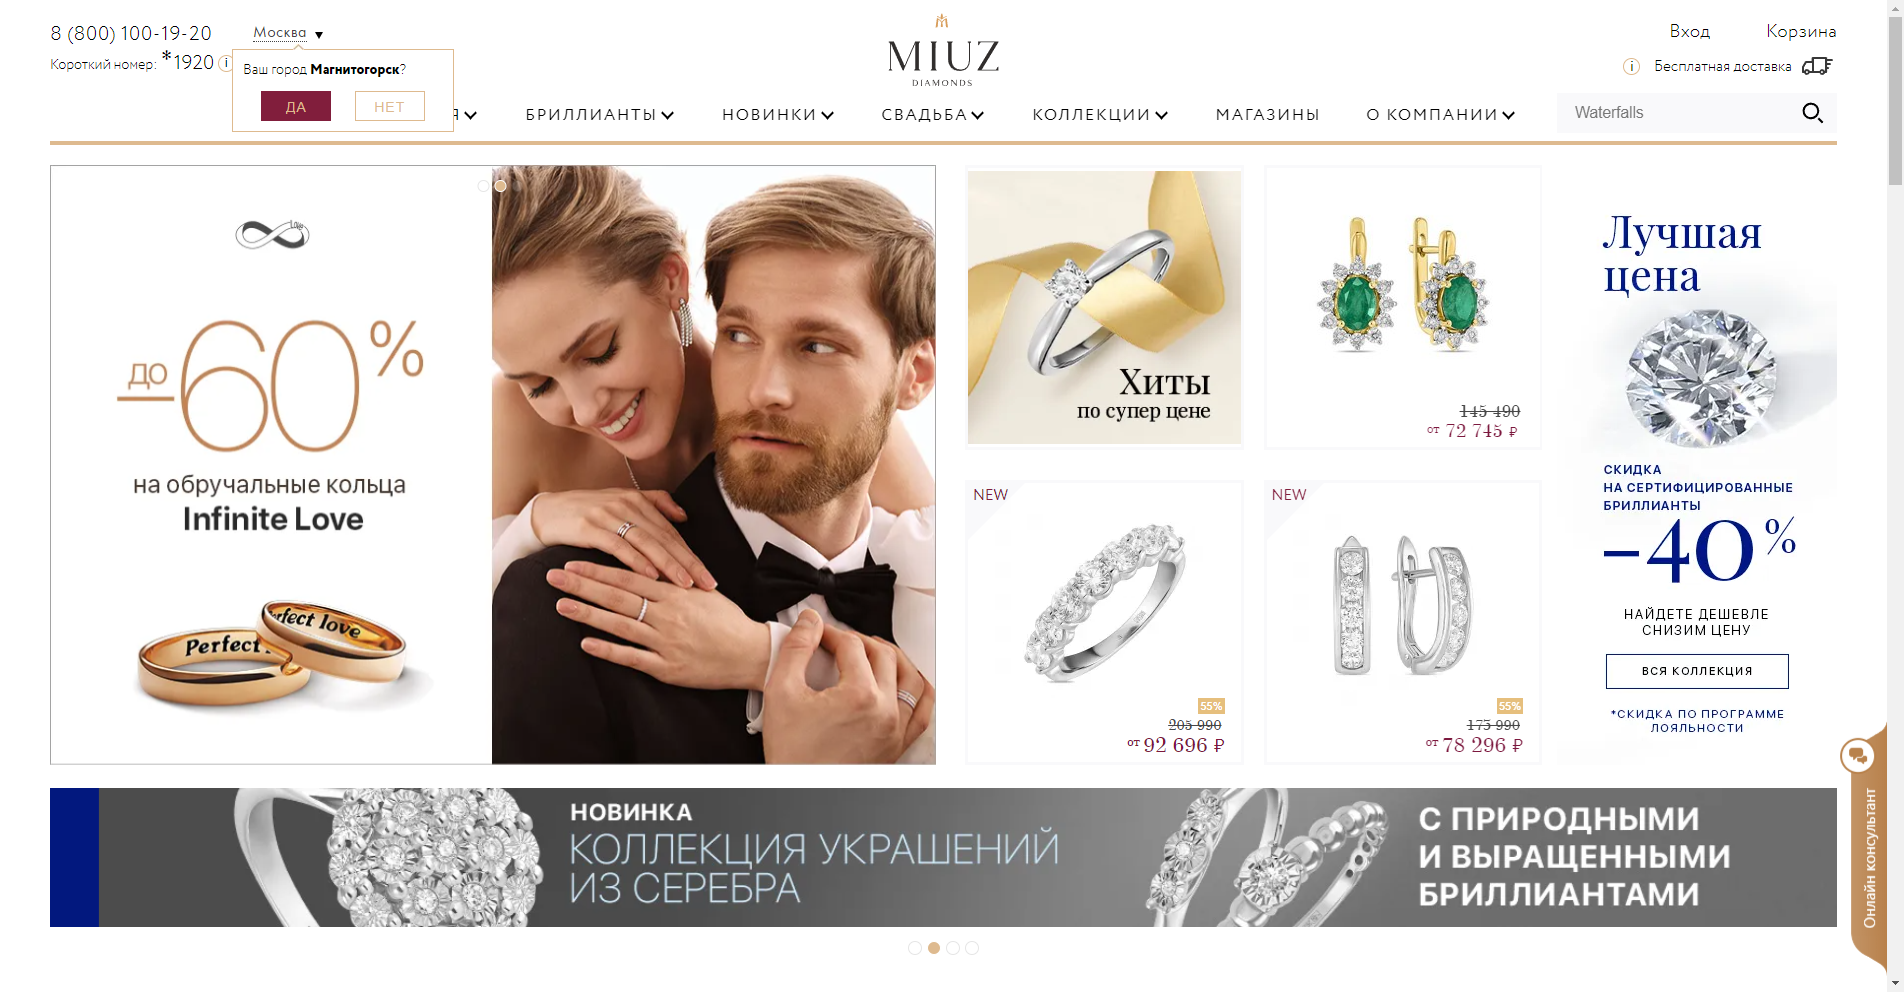 8 (800) 100-19-20
Москва ▼
Короткий номер: *1920
Ваш город Магнитогорск?
ДА
НЕТ
MIUZ
DIAMONDS
Вход
Корзина
Бесплатная доставка
Я
БРИЛЛИАНТЫ
НОВИНКИ
СВАДЬБА
КОЛЛЕКЦИИ
МАГАЗИНЫ
О КОМПАНИИ
Waterfalls
Love
до
60%
на обручальные кольца
Infinite Love
Perfect
rfect love
Хиты
по супер цене
145 490
от 72 745 ₽
NEW
55%
205 990
от 92 696 ₽
NEW
55%
173 990
от 78 296 ₽
Лучшая
цена
СКИДКА
НА СЕРТИФИЦИРОВАННЫЕ
БРИЛЛИАНТЫ
–40%
НАЙДЕТЕ ДЕШЕВЛЕ
СНИЗИМ ЦЕНУ
ВСЯ КОЛЛЕКЦИЯ
*СКИДКА ПО ПРОГРАММЕ
ЛОЯЛЬНОСТИ
НОВИНКА
КОЛЛЕКЦИЯ УКРАШЕНИЙ
ИЗ СЕРЕБРА
С ПРИРОДНЫМИ
И ВЫРАЩЕННЫМИ
БРИЛЛИАНТАМИ
Онлайн консультант